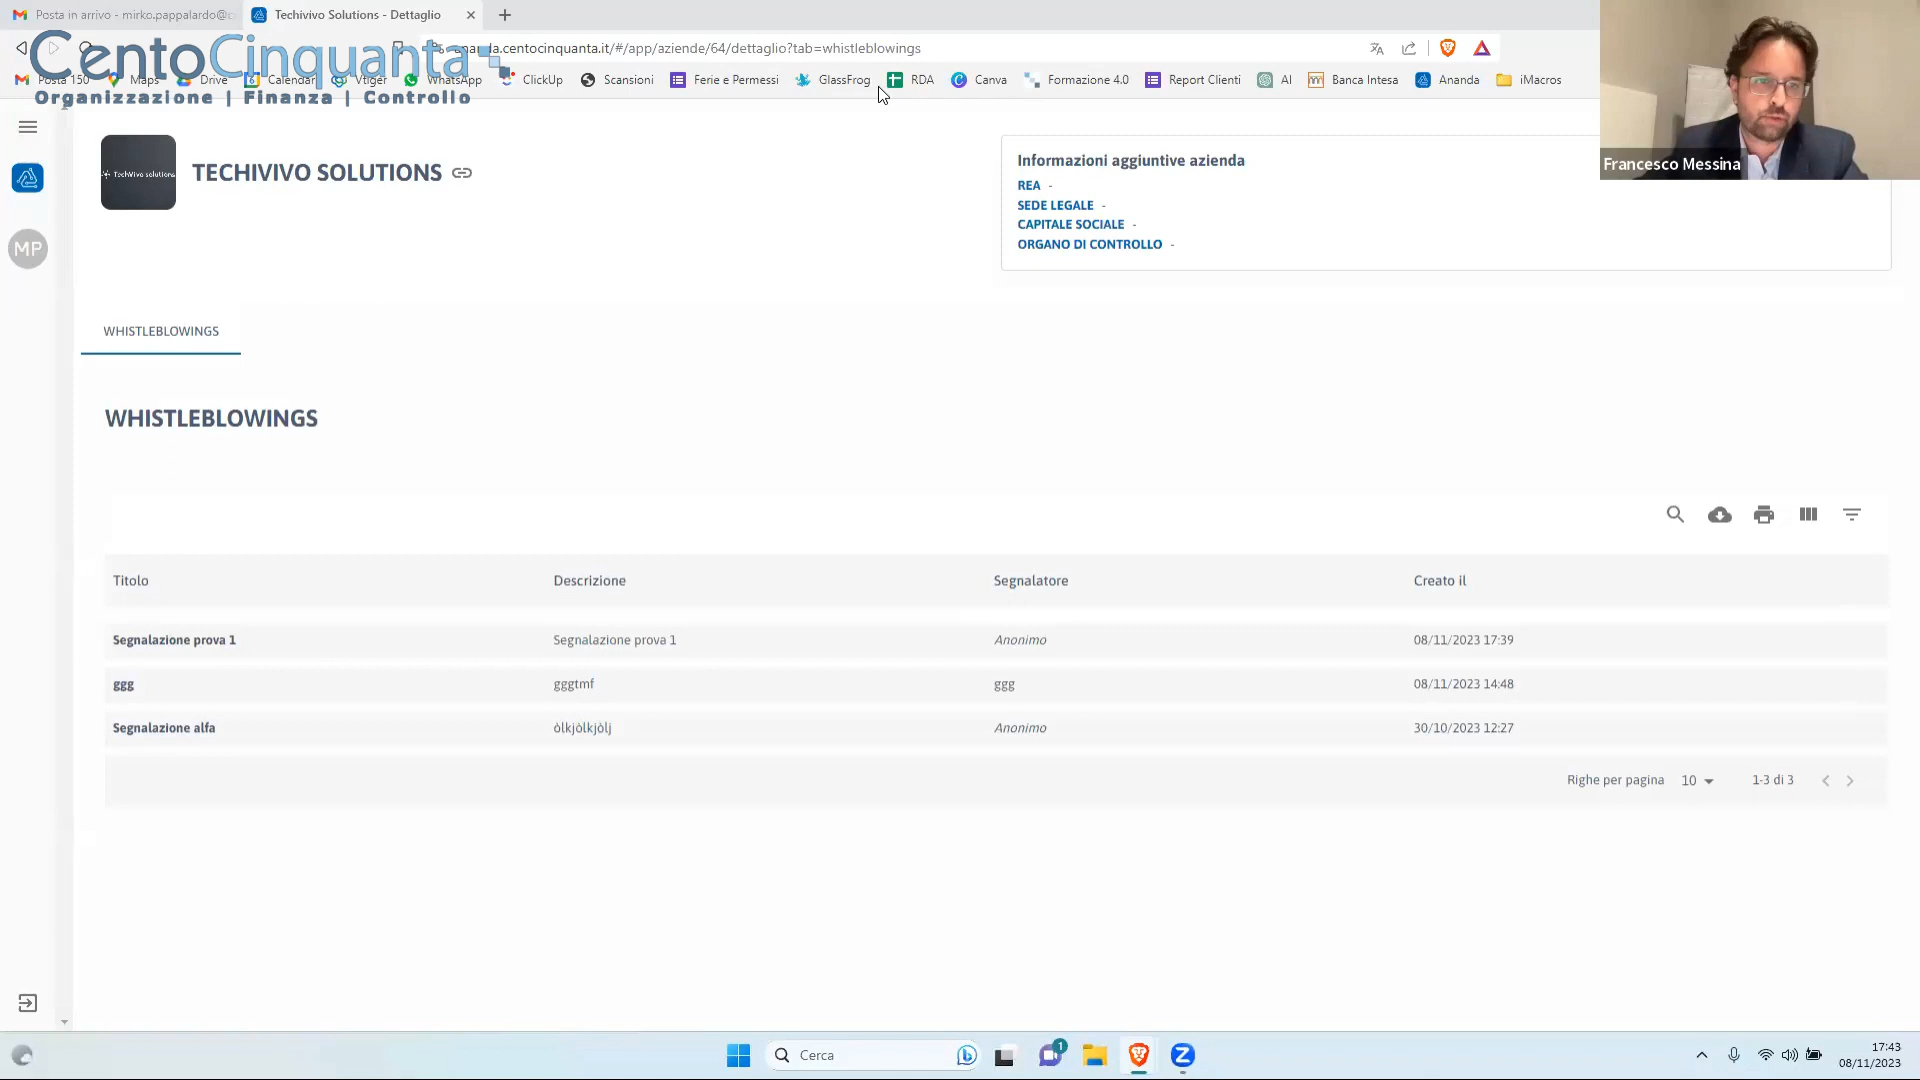 Posta in arrivo - mirko.pappalardo@c
Techivivo Solutions - Dettaglio
CentoCinquanta
Organizzazione | Finanza | Controllo
nanda.centocinquanta.it/#/app/aziende/64/dettaglio?tab=whistleblowings
Posta 150 Maps Drive Calendar Vtiger WhatsApp ClickUp Scansioni Ferie e Permessi GlassFrog RDA Canva Formazione 4.0 Report Clienti AI Banca Intesa Ananda iMacros
Francesco Messina
TechVivo solutions
TECHIVIVO SOLUTIONS
Informazioni aggiuntive azienda
REA -
SEDE LEGALE -
CAPITALE SOCIALE -
ORGANO DI CONTROLLO -
MP
WHISTLEBLOWINGS
WHISTLEBLOWINGS
Titolo Descrizione Segnalatore Creato il
Segnalazione prova 1 Segnalazione prova 1 Anonimo 08/11/2023 17:39
ggg gggtmf ggg 08/11/2023 14:48
Segnalazione alfa òlkjòlkjòlj Anonimo 30/10/2023 12:27
Righe per pagina 10 1-3 di 3
Cerca
1
17:43
08/11/2023